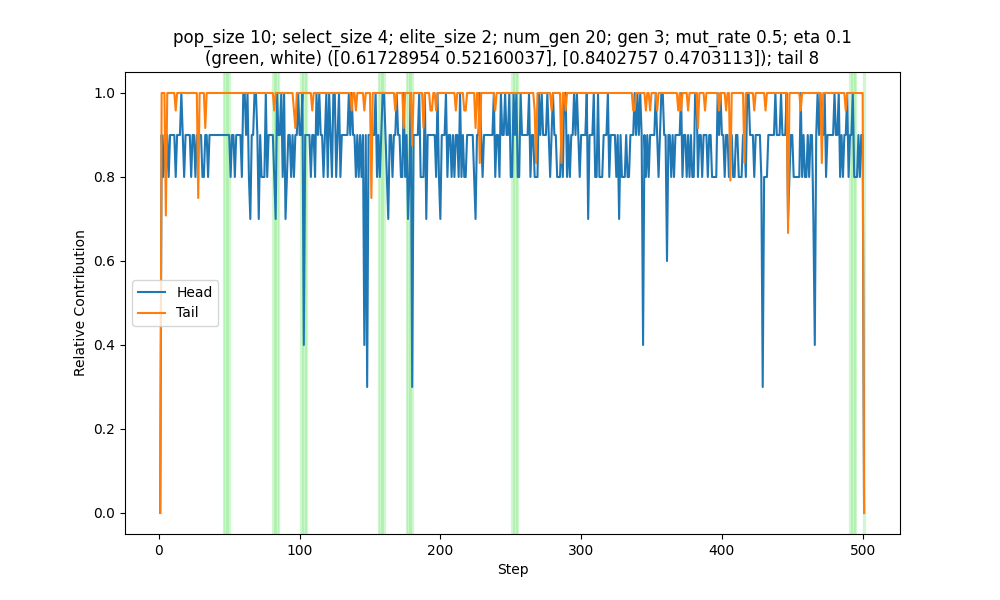 pop_size 10; select_size 4; elite_size 2; num_gen 20; gen 3; mut_rate 0.5; eta 0.1
(green, white) ([0.61728954 0.52160037], [0.8402757 0.4703113]); tail 8
1.0
0.8
0.6
0.4
0.2
0.0
Relative Contribution
Head
Tail
0
100
200
300
400
500
Step